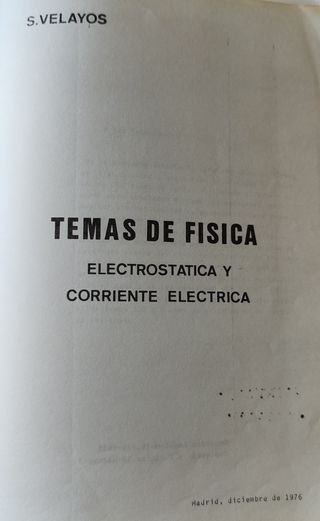 S.VELAYOS
TEMAS DE FISICA
ELECTROSTATICA Y
CORRIENTE ELECTRICA
Madrid, diciembre de 1976